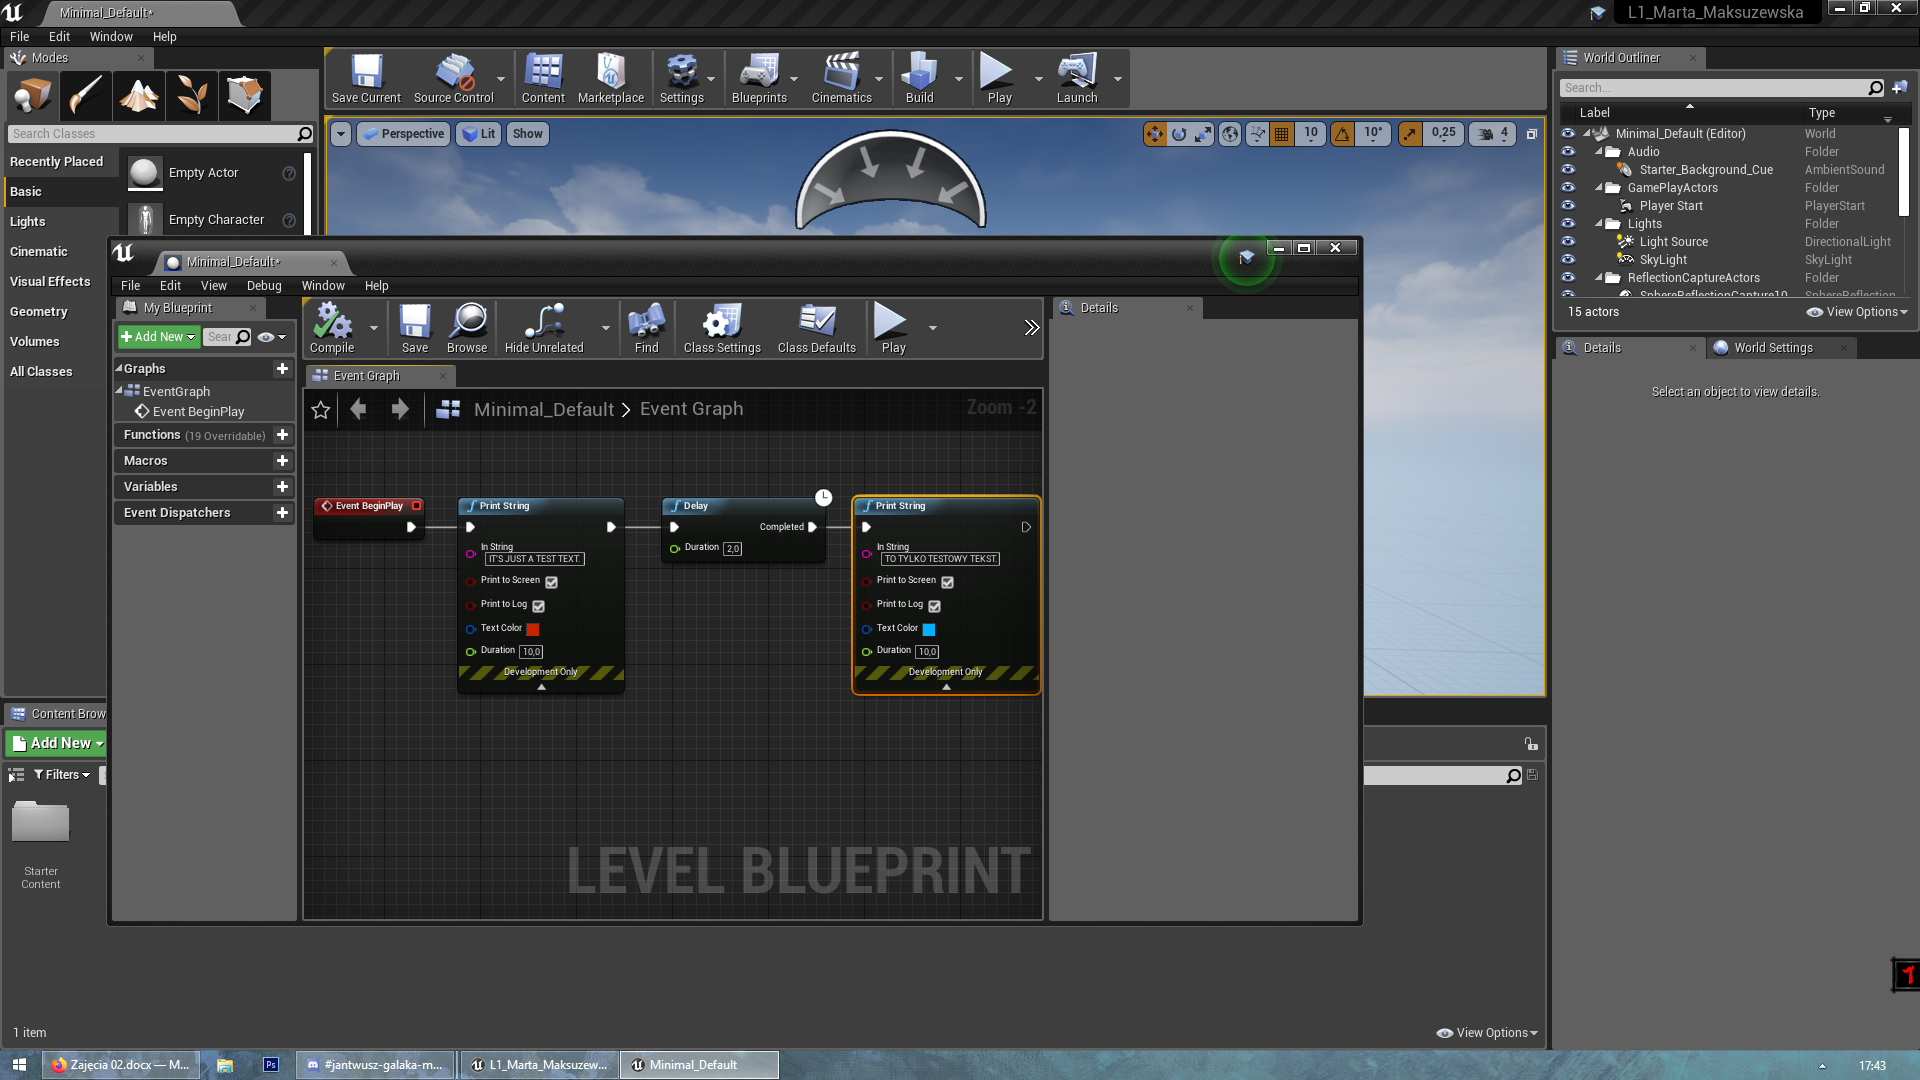 Minimal_Default*
L1_Marta_Maksuzewska
File Edit Window Help
Modes
Search Classes
Recently Placed
Basic
Lights
Cinematic
Visual Effects
Geometry
Volumes
All Classes
Empty Actor
Empty Character
Save Current Source Control Content Marketplace Settings Blueprints Cinematics Build Play Launch
Perspective Lit Show
10 10° 0,25 4
World Outliner
Search...
Label Type
Minimal_Default (Editor) World
Audio Folder
Starter_Background_Cue AmbientSound
GamePlayActors Folder
Player Start PlayerStart
Lights Folder
Light Source DirectionalLight
SkyLight SkyLight
ReflectionCaptureActors Folder
SphereReflectionCapture10 SphereReflection
15 actors View Options
Details World Settings
Select an object to view details.
Minimal_Default*
File Edit View Debug Window Help
My Blueprint
Add New Sear
Graphs
EventGraph
Event BeginPlay
Functions (19 Overridable)
Macros
Variables
Event Dispatchers
Compile Save Browse Hide Unrelated Find Class Settings Class Defaults Play
Details
Event Graph
Minimal_Default > Event Graph Zoom -2
Event BeginPlay
Print String
In String
IT'S JUST A TEST TEXT.
Print to Screen
Print to Log
Text Color
Duration 10,0
Development Only
Delay
Completed
Duration 2,0
Print String
In String
TO TYLKO TESTOWY TEKST.
Print to Screen
Print to Log
Text Color
Duration 10,0
Development Only
LEVEL BLUEPRINT
Content Brow
Add New
Filters
Starter
Content
1 item
View Options
Zajęcia 02.docx — M...
Ps
#jantwusz-galaka-m...
L1_Marta_Maksuzew...
Minimal_Default
17:43